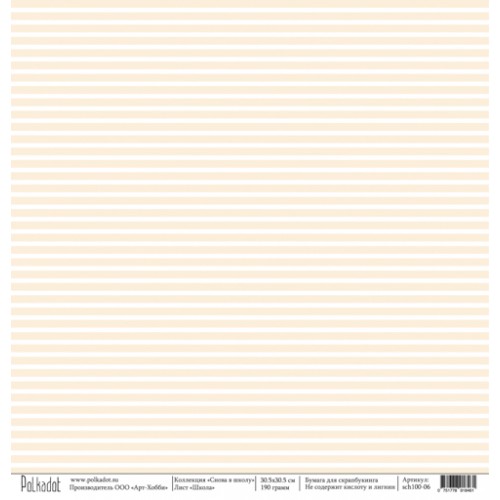 Polkadot
www.polkadot.su
Производитель ООО «Арт-Хобби»
Коллекция «Снова в школу»
Лист «Школа»
30.5х30.5 см
190 грамм
Бумага для скрапбукинга
Не содержит кислоту и лигнин
Артикул:
sch100-06